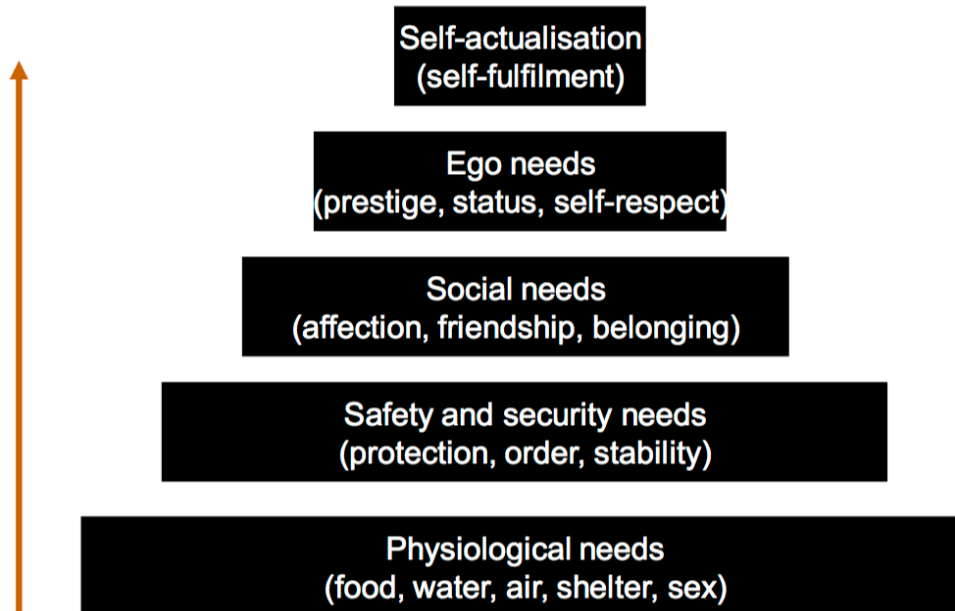 Self-actualisation
(self-fulfilment)
Ego needs
(prestige, status, self-respect)
Social needs
(affection, friendship, belonging)
Safety and security needs
(protection, order, stability)
Physiological needs
(food, water, air, shelter, sex)